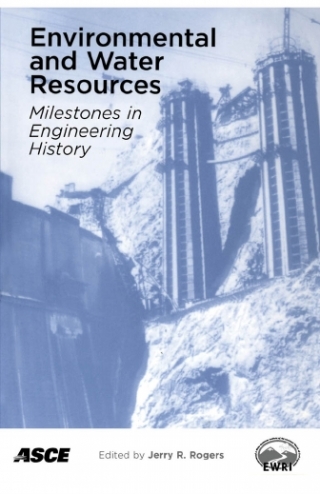 Environmental
and Water
Resources
Milestones in
Engineering
History
ASCE
Edited by Jerry R. Rogers
EWRI